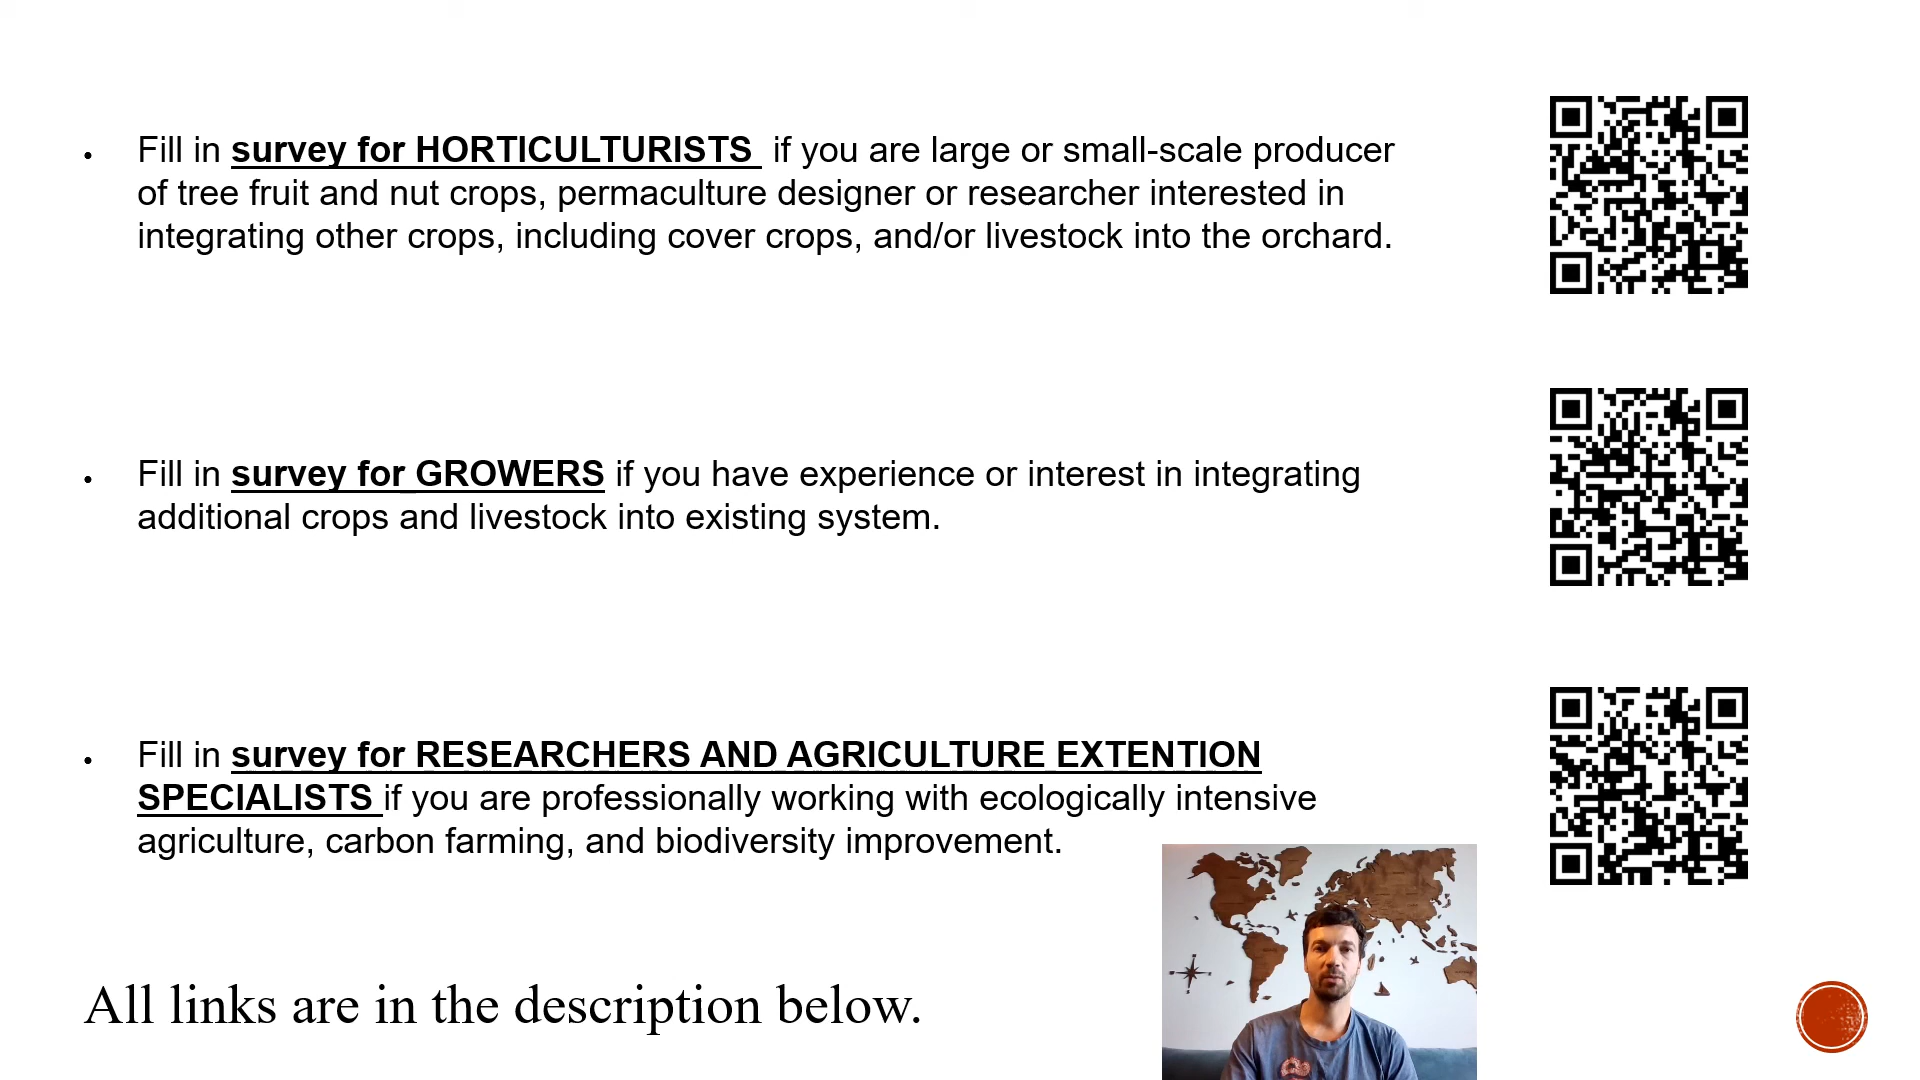 • Fill in survey for HORTICULTURISTS if you are large or small-scale producer
of tree fruit and nut crops, permaculture designer or researcher interested in
integrating other crops, including cover crops, and/or livestock into the orchard.
• Fill in survey for GROWERS if you have experience or interest in integrating
additional crops and livestock into existing system.
• Fill in survey for RESEARCHERS AND AGRICULTURE EXTENTION
SPECIALISTS if you are professionally working with ecologically intensive
agriculture, carbon farming, and biodiversity improvement.
All links are in the description below.